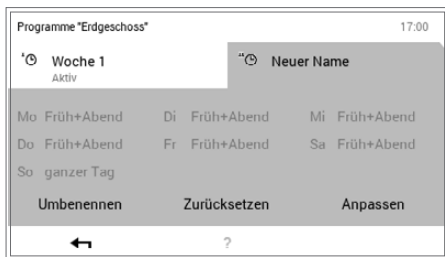 Programme "Erdgeschoss" 17:00
Woche 1 Neuer Name
Aktiv
Mo Früh+Abend Di Früh+Abend Mi Früh+Abend
Do Früh+Abend Fr Früh+Abend Sa Früh+Abend
So ganzer Tag
Umbenennen Zurücksetzen Anpassen
?